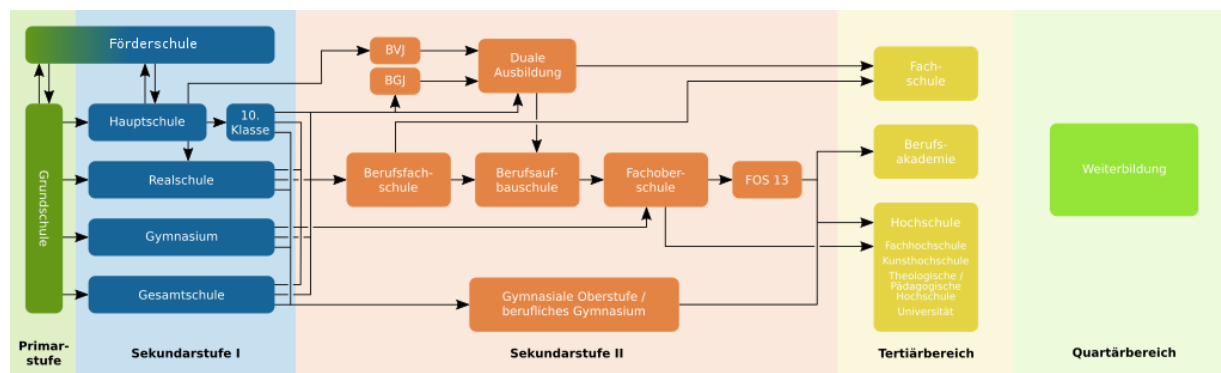 Förderschule
Grundschule
Hauptschule
10.
Klasse
Realschule
Gymnasium
Gesamtschule
BVJ
BGJ
Duale
Ausbildung
Berufsfach-
schule
Berufsauf-
bauschule
Fachober-
schule
FOS 13
Gymnasiale Oberstufe /
berufliches Gymnasium
Fach-
schule
Berufs-
akademie
Hochschule
Fachhochschule
Kunsthochschule
Theologische /
Pädagogische
Hochschule
Universität
Weiterbildung
Primar-
stufe
Sekundarstufe I
Sekundarstufe II
Tertiärbereich
Quartärbereich